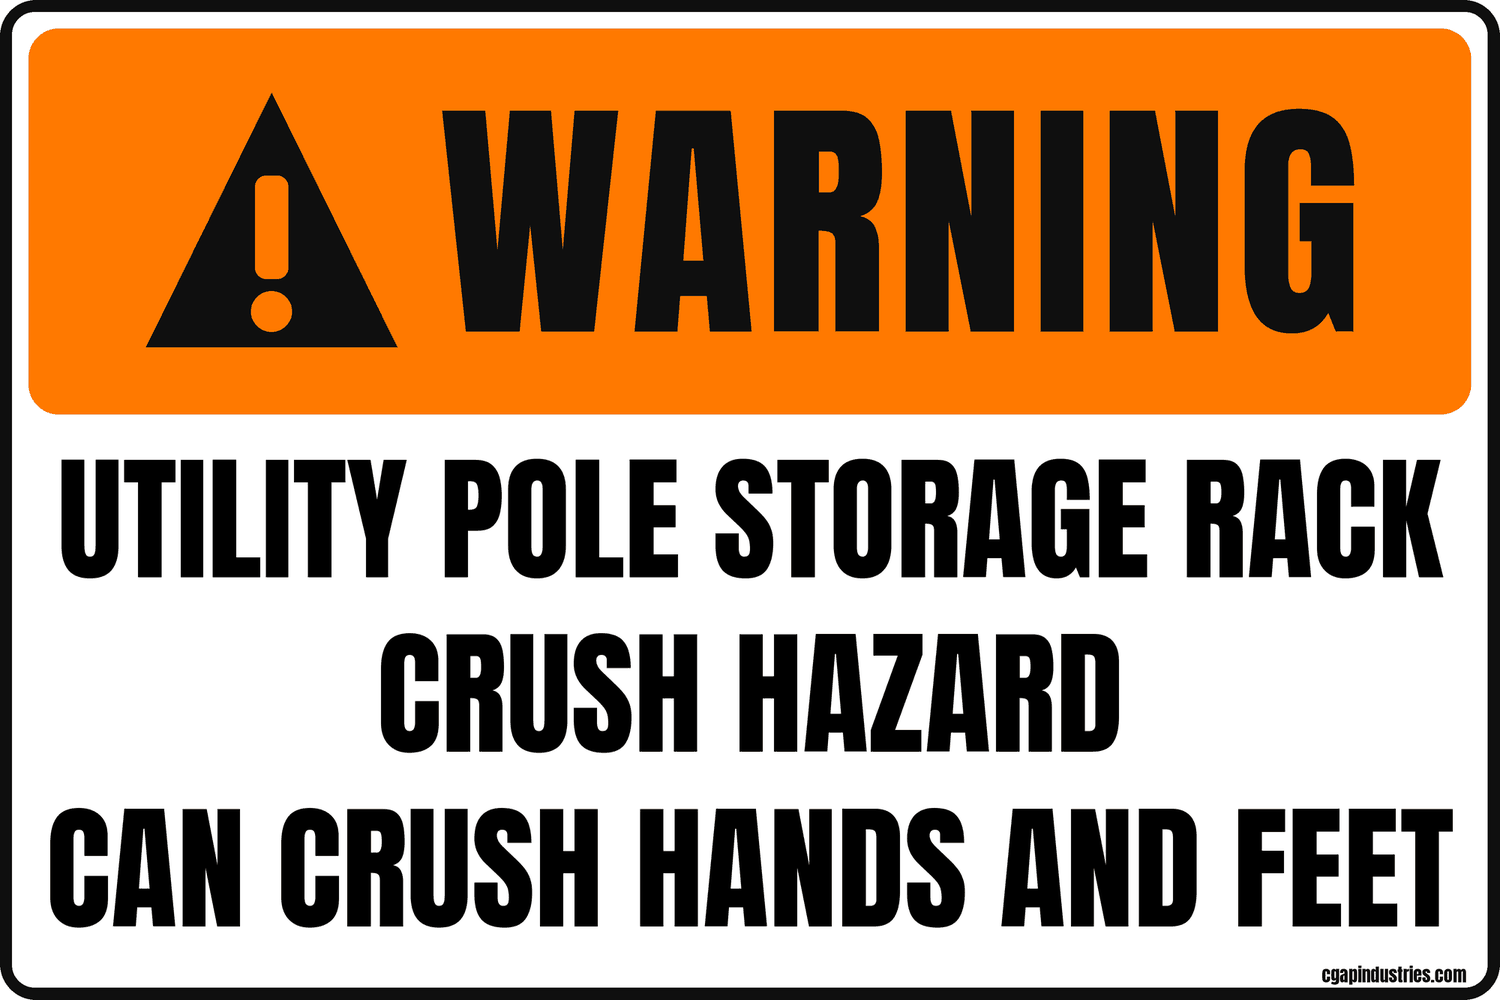 WARNING
UTILITY POLE STORAGE RACK
CRUSH HAZARD
CAN CRUSH HANDS AND FEET
cgapindustries.com